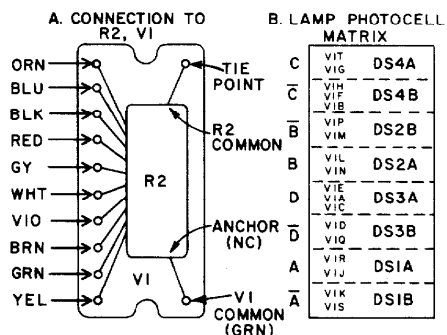 A. CONNECTION TO
R2, V1
ORN
BLU
BLK
RED
GY
WHT
VIO
BRN
GRN
YEL
R2
V1
TIE
POINT
R2
COMMON
ANCHOR
(NC)
V1
COMMON
(GRN)
B. LAMP PHOTOCELL
MATRIX
C V1T V1G DS4A
C̅ V1H V1F V1B DS4B
B̅ V1P V1M DS2B
B V1L V1N DS2A
D V1E V1A V1C DS3A
D̅ V1D V1Q DS3B
A V1R V1J DS1A
A̅ V1K V1S DS1B